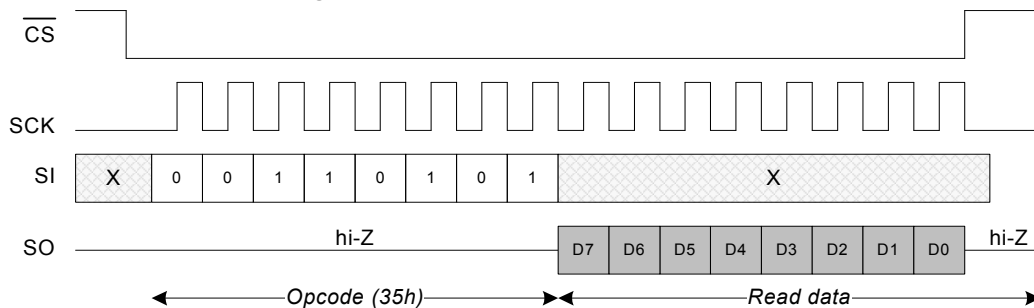 CS
SCK
SI X 0 0 1 1 0 1 0 1 X
SO hi-Z D7 D6 D5 D4 D3 D2 D1 D0 hi-Z
Opcode (35h) Read data